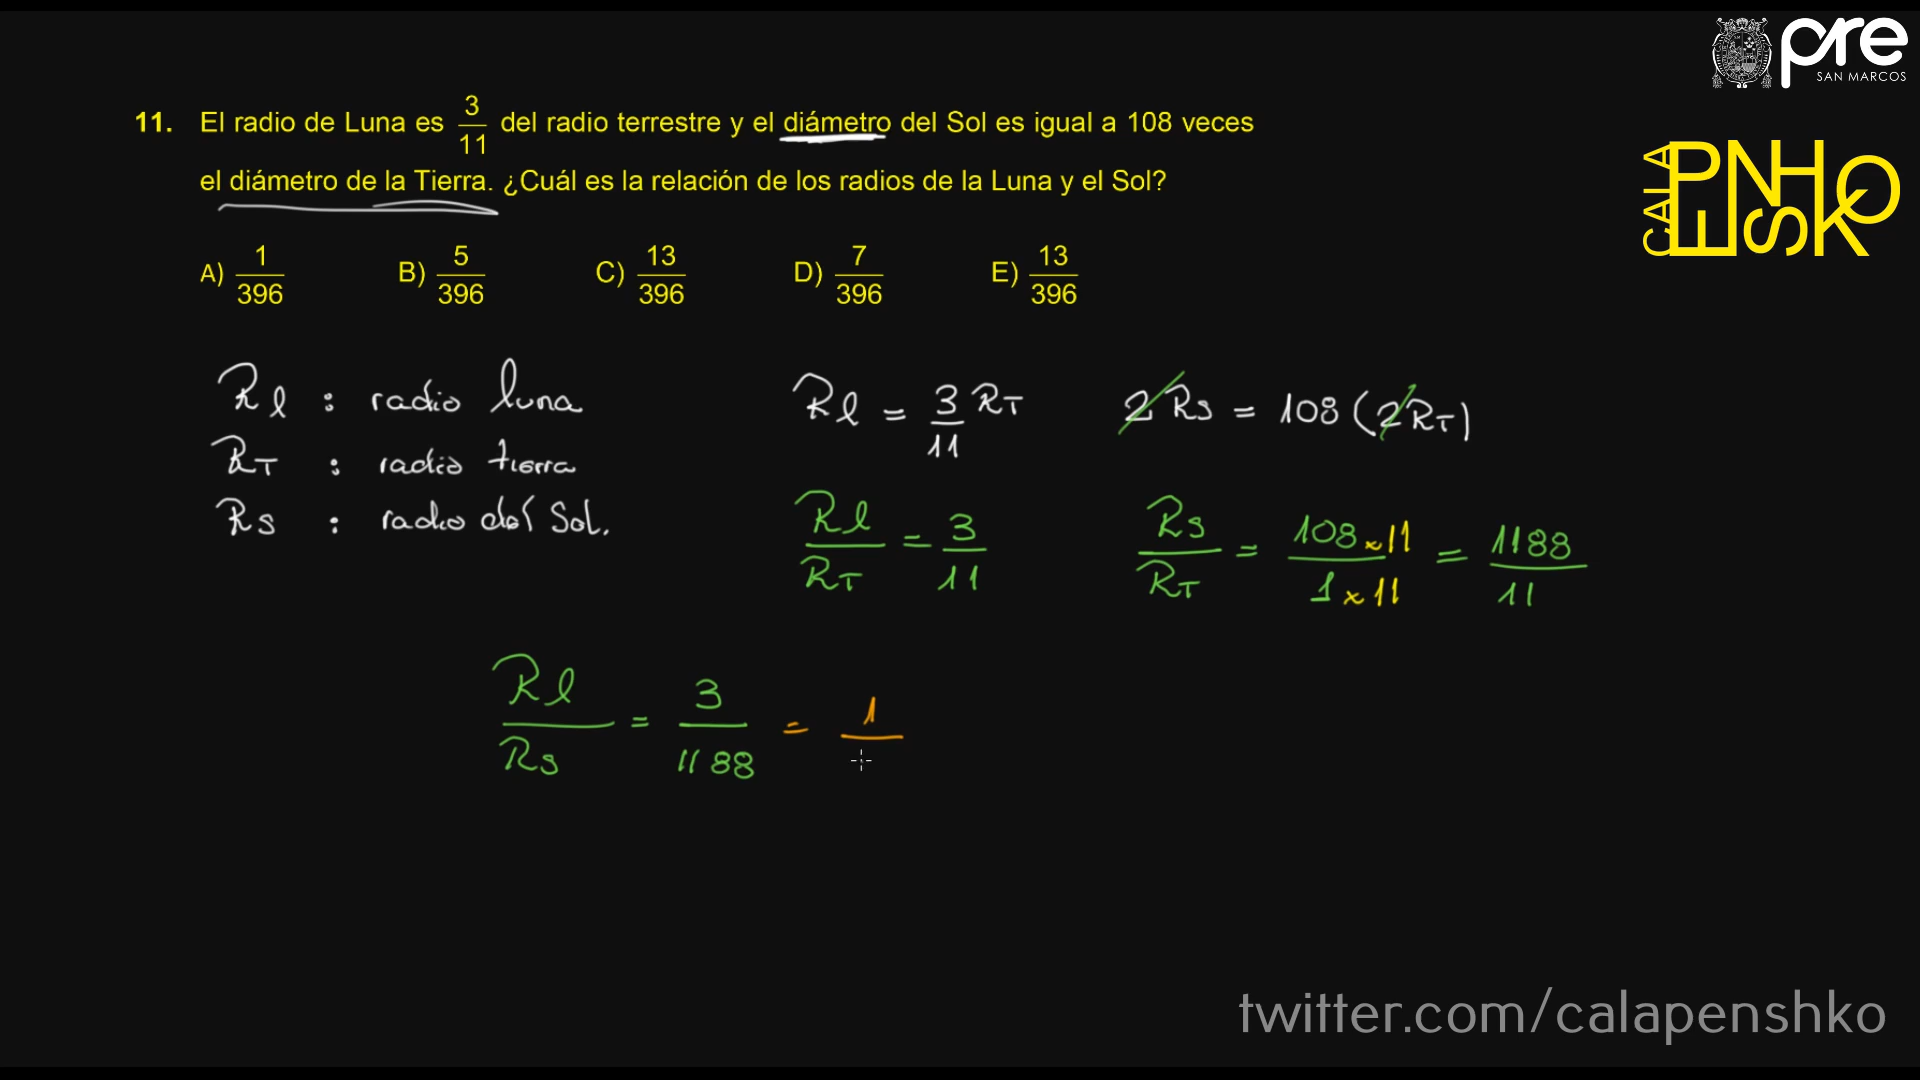 pre
SAN MARCOS
CALA
PNHO
ESK
11. El radio de Luna es 3/11 del radio terrestre y el diámetro del Sol es igual a 108 veces
el diámetro de la Tierra. ¿Cuál es la relación de los radios de la Luna y el Sol?
A) 1/396 B) 5/396 C) 13/396 D) 7/396 E) 13/396
Rl : radio luna
RT : radio tierra
Rs : radio del Sol.
Rl = 3/11 RT
2Rs = 108 (2RT)
Rl/RT = 3/11
Rs/RT = 108 x 11 / 1 x 11 = 1188/11
Rl/Rs = 3/1188 = 1/
twitter.com/calapenshko